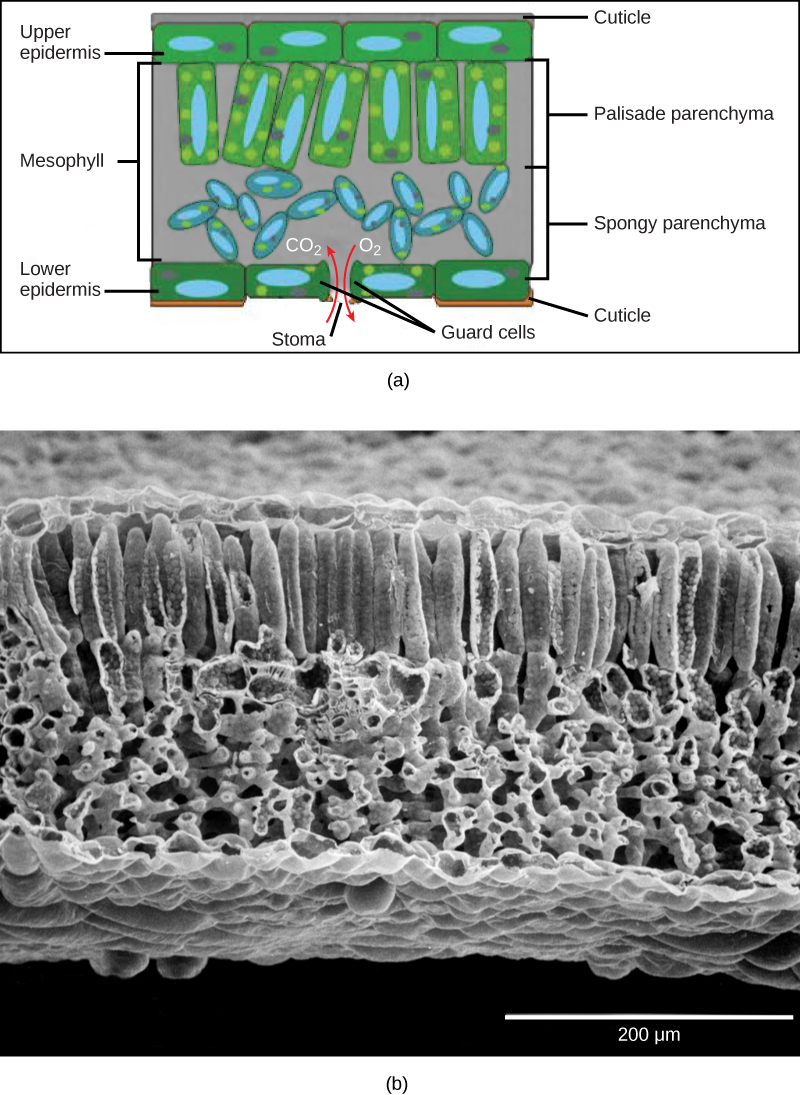 Cuticle
Upper
epidermis
Palisade parenchyma
Mesophyll
Spongy parenchyma
CO2
O2
Lower
epidermis
Cuticle
Guard cells
Stoma
(a)
200 µm
(b)